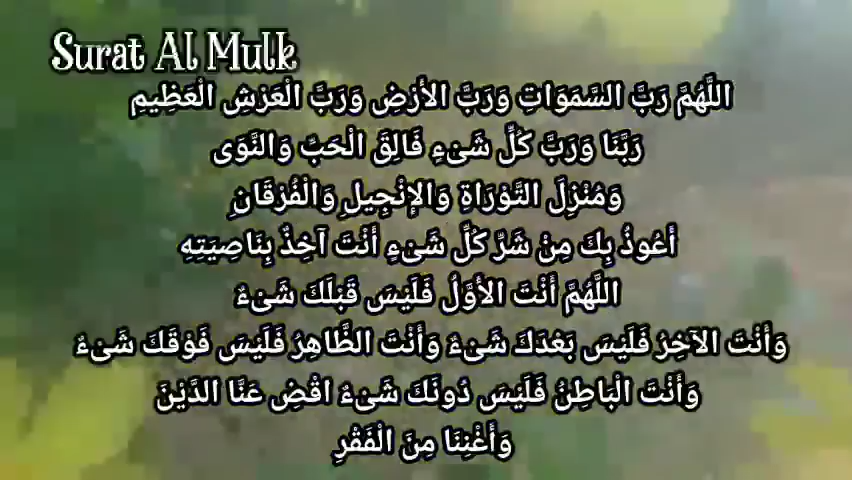 Surat Al Mulk
اللَّهُمَّ رَبَّ السَّمَوَاتِ وَرَبَّ الأَرْضِ وَرَبَّ الْعَرْشِ الْعَظِيمِ
رَبَّنَا وَرَبَّ كُلِّ شَىْءٍ فَالِقَ الْحَبِّ وَالنَّوَى
وَمُنْزِلَ التَّوْرَاةِ وَالإِنْجِيلِ وَالْفُرْقَانِ
أَعُوذُ بِكَ مِنْ شَرِّ كُلِّ شَىْءٍ أَنْتَ آخِذٌ بِنَاصِيَتِهِ
اللَّهُمَّ أَنْتَ الأَوَّلُ فَلَيْسَ قَبْلَكَ شَىْءٌ
وَأَنْتَ الآخِرُ فَلَيْسَ بَعْدَكَ شَىْءٌ وَأَنْتَ الظَّاهِرُ فَلَيْسَ فَوْقَكَ شَىْءٌ
وَأَنْتَ الْبَاطِنُ فَلَيْسَ دُونَكَ شَىْءٌ اقْضِ عَنَّا الدَّيْنَ
وَأَغْنِنَا مِنَ الْفَقْرِ